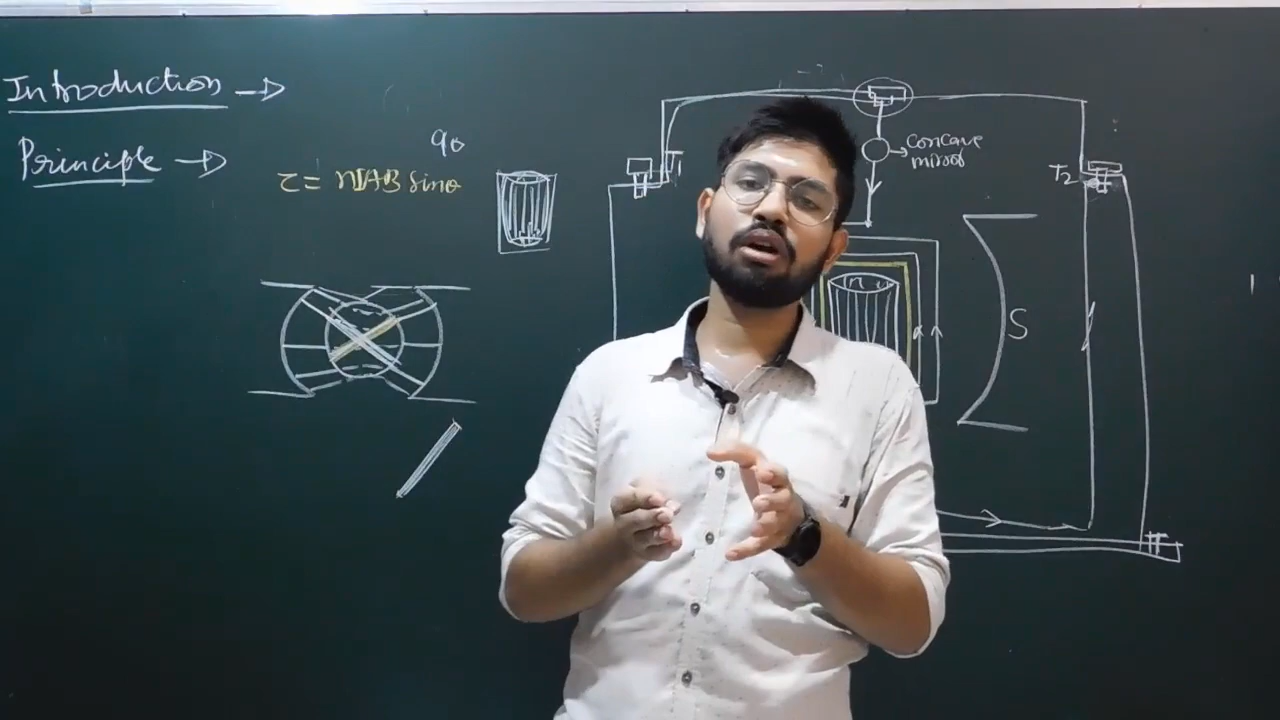 Introduction →
Principle →
90
τ = NIAB sinθ
concave
mirror
T1
T2
S